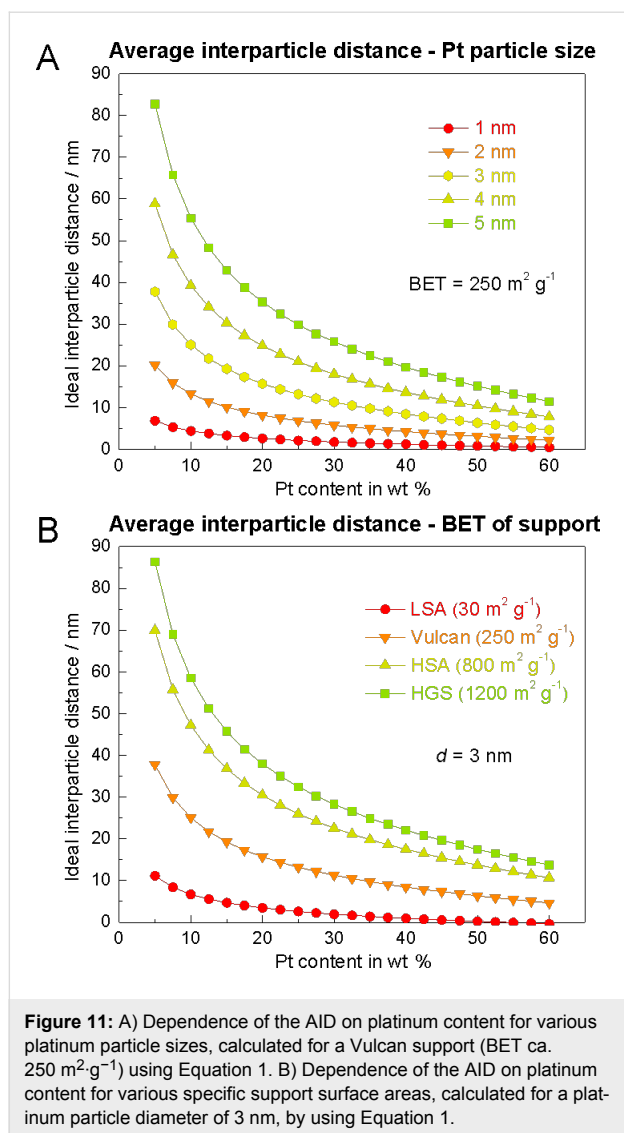 A
Average interparticle distance - Pt particle size
90
80
70
60
50
40
30
20
10
0
Ideal interparticle distance / nm
1 nm
2 nm
3 nm
4 nm
5 nm
BET = 250 m² g⁻¹
0 10 20 30 40 50 60
Pt content in wt %
B
Average interparticle distance - BET of support
90
80
70
60
50
40
30
20
10
0
Ideal interparticle distance / nm
LSA (30 m² g⁻¹)
Vulcan (250 m² g⁻¹)
HSA (800 m² g⁻¹)
HGS (1200 m² g⁻¹)
d = 3 nm
0 10 20 30 40 50 60
Pt content in wt %
Figure 11: A) Dependence of the AID on platinum content for various
platinum particle sizes, calculated for a Vulcan support (BET ca.
250 m²·g⁻¹) using Equation 1. B) Dependence of the AID on platinum
content for various specific support surface areas, calculated for a plat-
inum particle diameter of 3 nm, by using Equation 1.